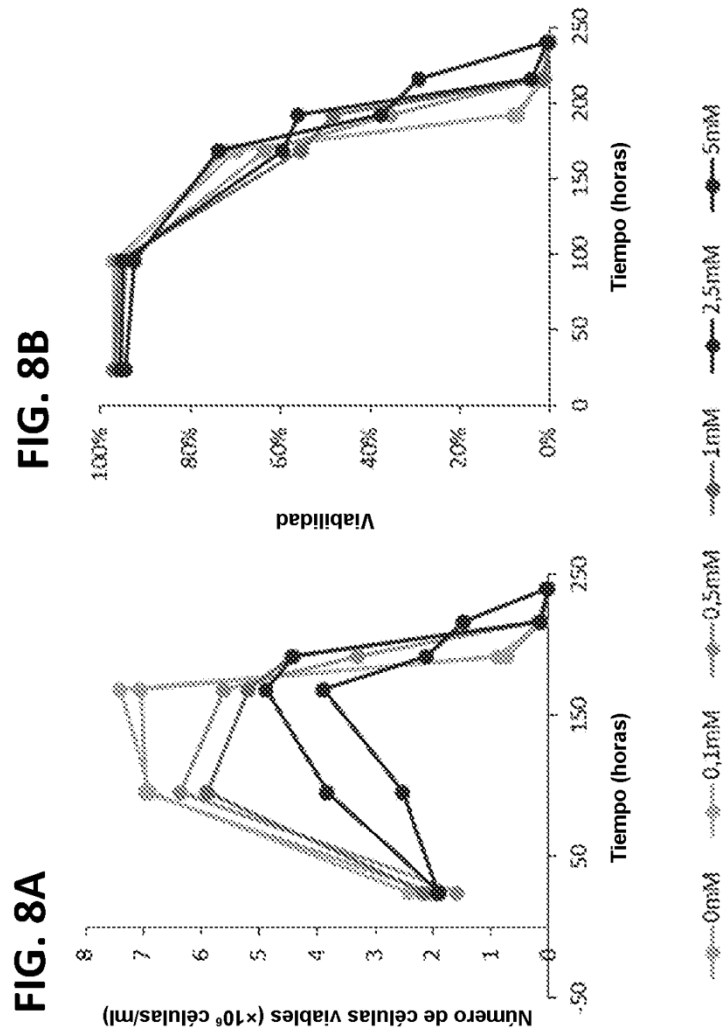 FIG. 8A
Número de células viables (×10⁶ células/ml)
8
7
6
5
4
3
2
1
0
-50
50
150
250
Tiempo (horas)
FIG. 8B
Viabilidad
100%
80%
60%
40%
20%
0%
0
50
100
150
200
250
Tiempo (horas)
0mM
0,1mM
0,5mM
1mM
2,5mM
5mM